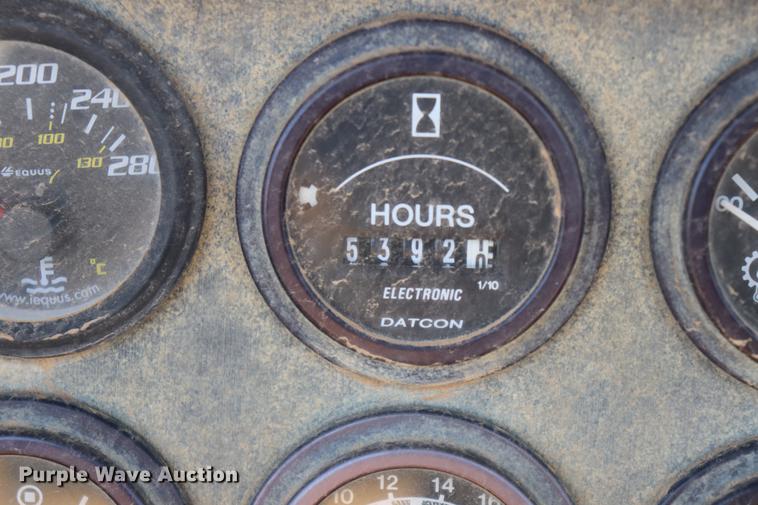 200
240
280
100
130
EQUUS
°C
www.iequus.com
HOURS
5392
1/10
ELECTRONIC
DATCON
10 12 14 16
Purple Wave Auction